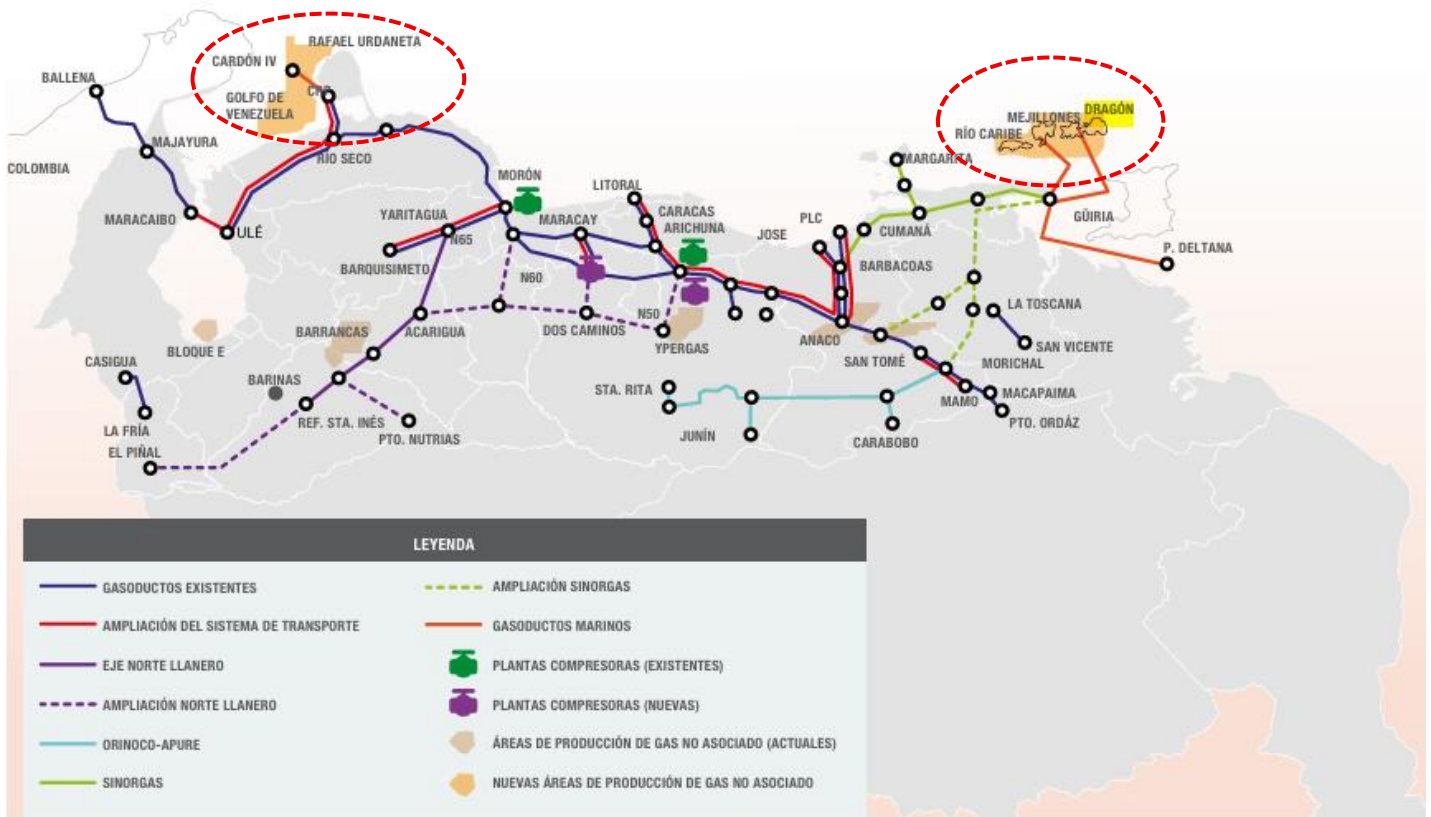 RAFAEL URDANETA
CARDÓN IV
BALLENA
GOLFO DE
VENEZUELA
MAJAYURA
COLOMBIA
RÍO SECO
MARACAIBO
ULÉ
MORÓN
YARITAGUA
N65
BARQUISIMETO
MARACAY
LITORAL
CARACAS
ARICHUNA
N60
JOSE
PLC
BARBACOAS
MARGARITA
CUMANÁ
DRAGÓN
MEJILLONES
RÍO CARIBE
GÜIRIA
P. DELTANA
BLOQUE E
BARRANCAS
ACARIGUA
DOS CAMINOS
N50
YPERGAS
ANACO
SAN TOMÉ
LA TOSCANA
SAN VICENTE
MORICHAL
MACAPAIMA
MAMO
PTO. ORDÁZ
CASIGUA
BARINAS
LA FRÍA
REF. STA. INÉS
PTO. NUTRIAS
EL PIÑAL
STA. RITA
JUNÍN
CARABOBO
LEYENDA
GASODUCTOS EXISTENTES
AMPLIACIÓN DEL SISTEMA DE TRANSPORTE
EJE NORTE LLANERO
AMPLIACIÓN NORTE LLANERO
ORINOCO-APURE
SINORGAS
AMPLIACIÓN SINORGAS
GASODUCTOS MARINOS
PLANTAS COMPRESORAS (EXISTENTES)
PLANTAS COMPRESORAS (NUEVAS)
ÁREAS DE PRODUCCIÓN DE GAS NO ASOCIADO (ACTUALES)
NUEVAS ÁREAS DE PRODUCCIÓN DE GAS NO ASOCIADO